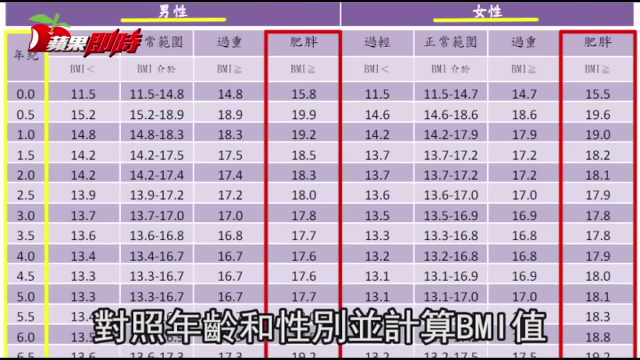 男性 女性
蘋果即時
年紀 常範圍 過重 肥胖 過輕 正常範圍 過重 肥胖
BMI< BMI 介於 BMI≧ BMI≧ BMI< BMI 介於 BMI≧ BMI≧
0.0 11.5 11.5-14.8 14.8 15.8 11.5 11.5-14.7 14.7 15.5
0.5 15.2 15.2-18.9 18.9 19.9 14.6 14.6-18.6 18.6 19.6
1.0 14.8 14.8-18.3 18.3 19.2 14.2 14.2-17.9 17.9 19.0
1.5 14.2 14.2-17.5 17.5 18.5 13.7 13.7-17.2 17.2 18.2
2.0 14.2 14.2-17.4 17.4 18.3 13.7 13.7-17.2 17.2 18.1
2.5 13.9 13.9-17.2 17.2 18.0 13.6 13.6-17.0 17.0 17.9
3.0 13.7 13.7-17.0 17.0 17.8 13.5 13.5-16.9 16.9 17.8
3.5 13.6 13.6-16.8 16.8 17.7 13.3 13.3-16.8 16.8 17.8
4.0 13.4 13.4-16.7 16.7 17.6 13.2 13.2-16.8 16.8 17.9
4.5 13.3 13.3-16.7 16.7 17.6 13.1 13.1-16.9 16.9 18.0
5.0 13.3 13.3-16.7 16.7 17.7 13.1 13.1-17.0 17.0 18.1
5.5 18.3
6.0 18.8
對照年齡和性別並計算BMI值